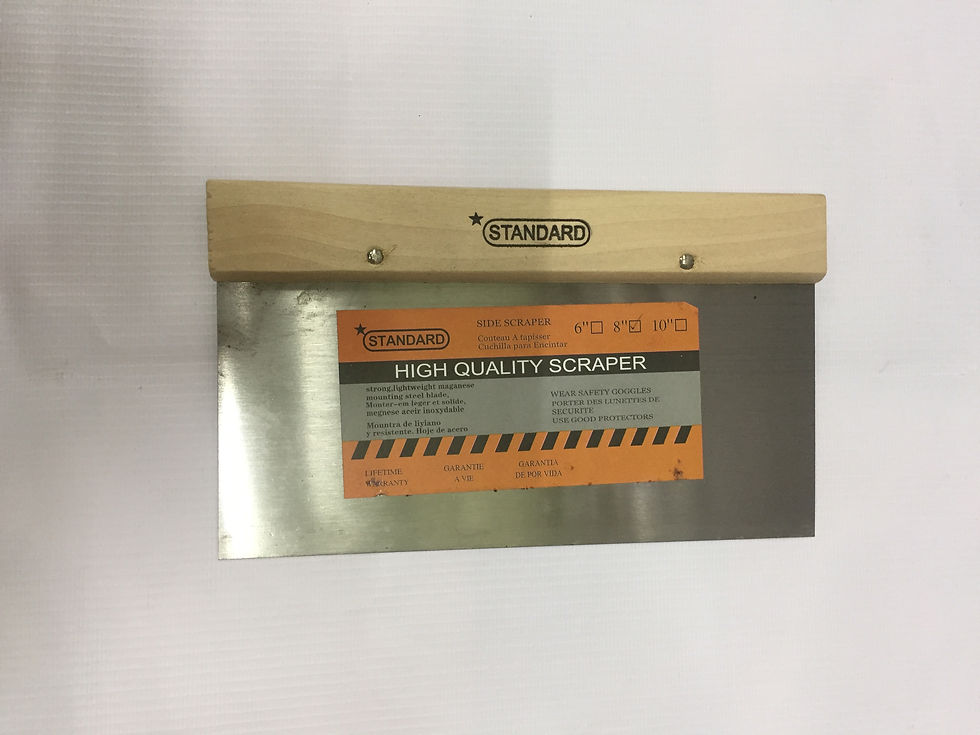 STANDARD
STANDARD
SIDE SCRAPER
Couteau A tapisser
Cuchilla para Encintar
6"☐ 8"☑ 10"☐
HIGH QUALITY SCRAPER
strong,lightweight maganese
mounting steel blade,
Monter-em leger et solide,
megnese aceir inoxydable
Mountra de liviano
y resistente. Hoje de acero
WEAR SAFETY GOGGLES
PORTER DES LUNETTES DE
SECURITE
USE GOOD PROTECTORS
LIFETIME
WARRANTY
GARANTIE
A VIE
GARANTIA
DE POR VIDA